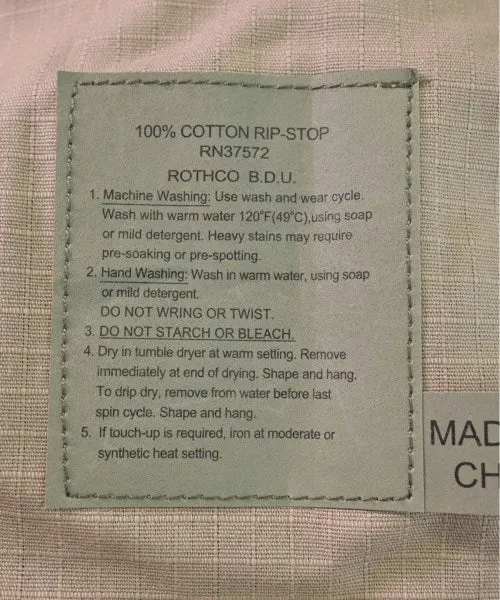 100% COTTON RIP-STOP
RN37572
ROTHCO B.D.U.
1. Machine Washing: Use wash and wear cycle.
Wash with warm water 120°F(49°C),using soap
or mild detergent. Heavy stains may require
pre-soaking or pre-spotting.
2. Hand Washing: Wash in warm water, using soap
or mild detergent.
DO NOT WRING OR TWIST.
3. DO NOT STARCH OR BLEACH.
4. Dry in tumble dryer at warm setting. Remove
immediately at end of drying. Shape and hang.
To drip dry, remove from water before last
spin cycle. Shape and hang.
5. If touch-up is required, iron at moderate or
synthetic heat setting.
MAD
CH